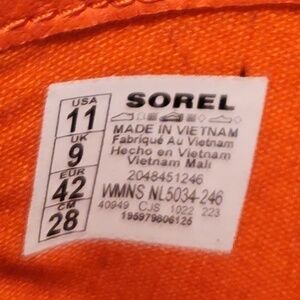 USA
11
UK
9
EUR
42
CM
28
SOREL
MADE IN VIETNAM
Fabriqué Au Vietnam
Hecho en Vietnam
Vietnam Mali
2048451246
WMNS NL5034-246
40949 CJS 1022 223
195979806125